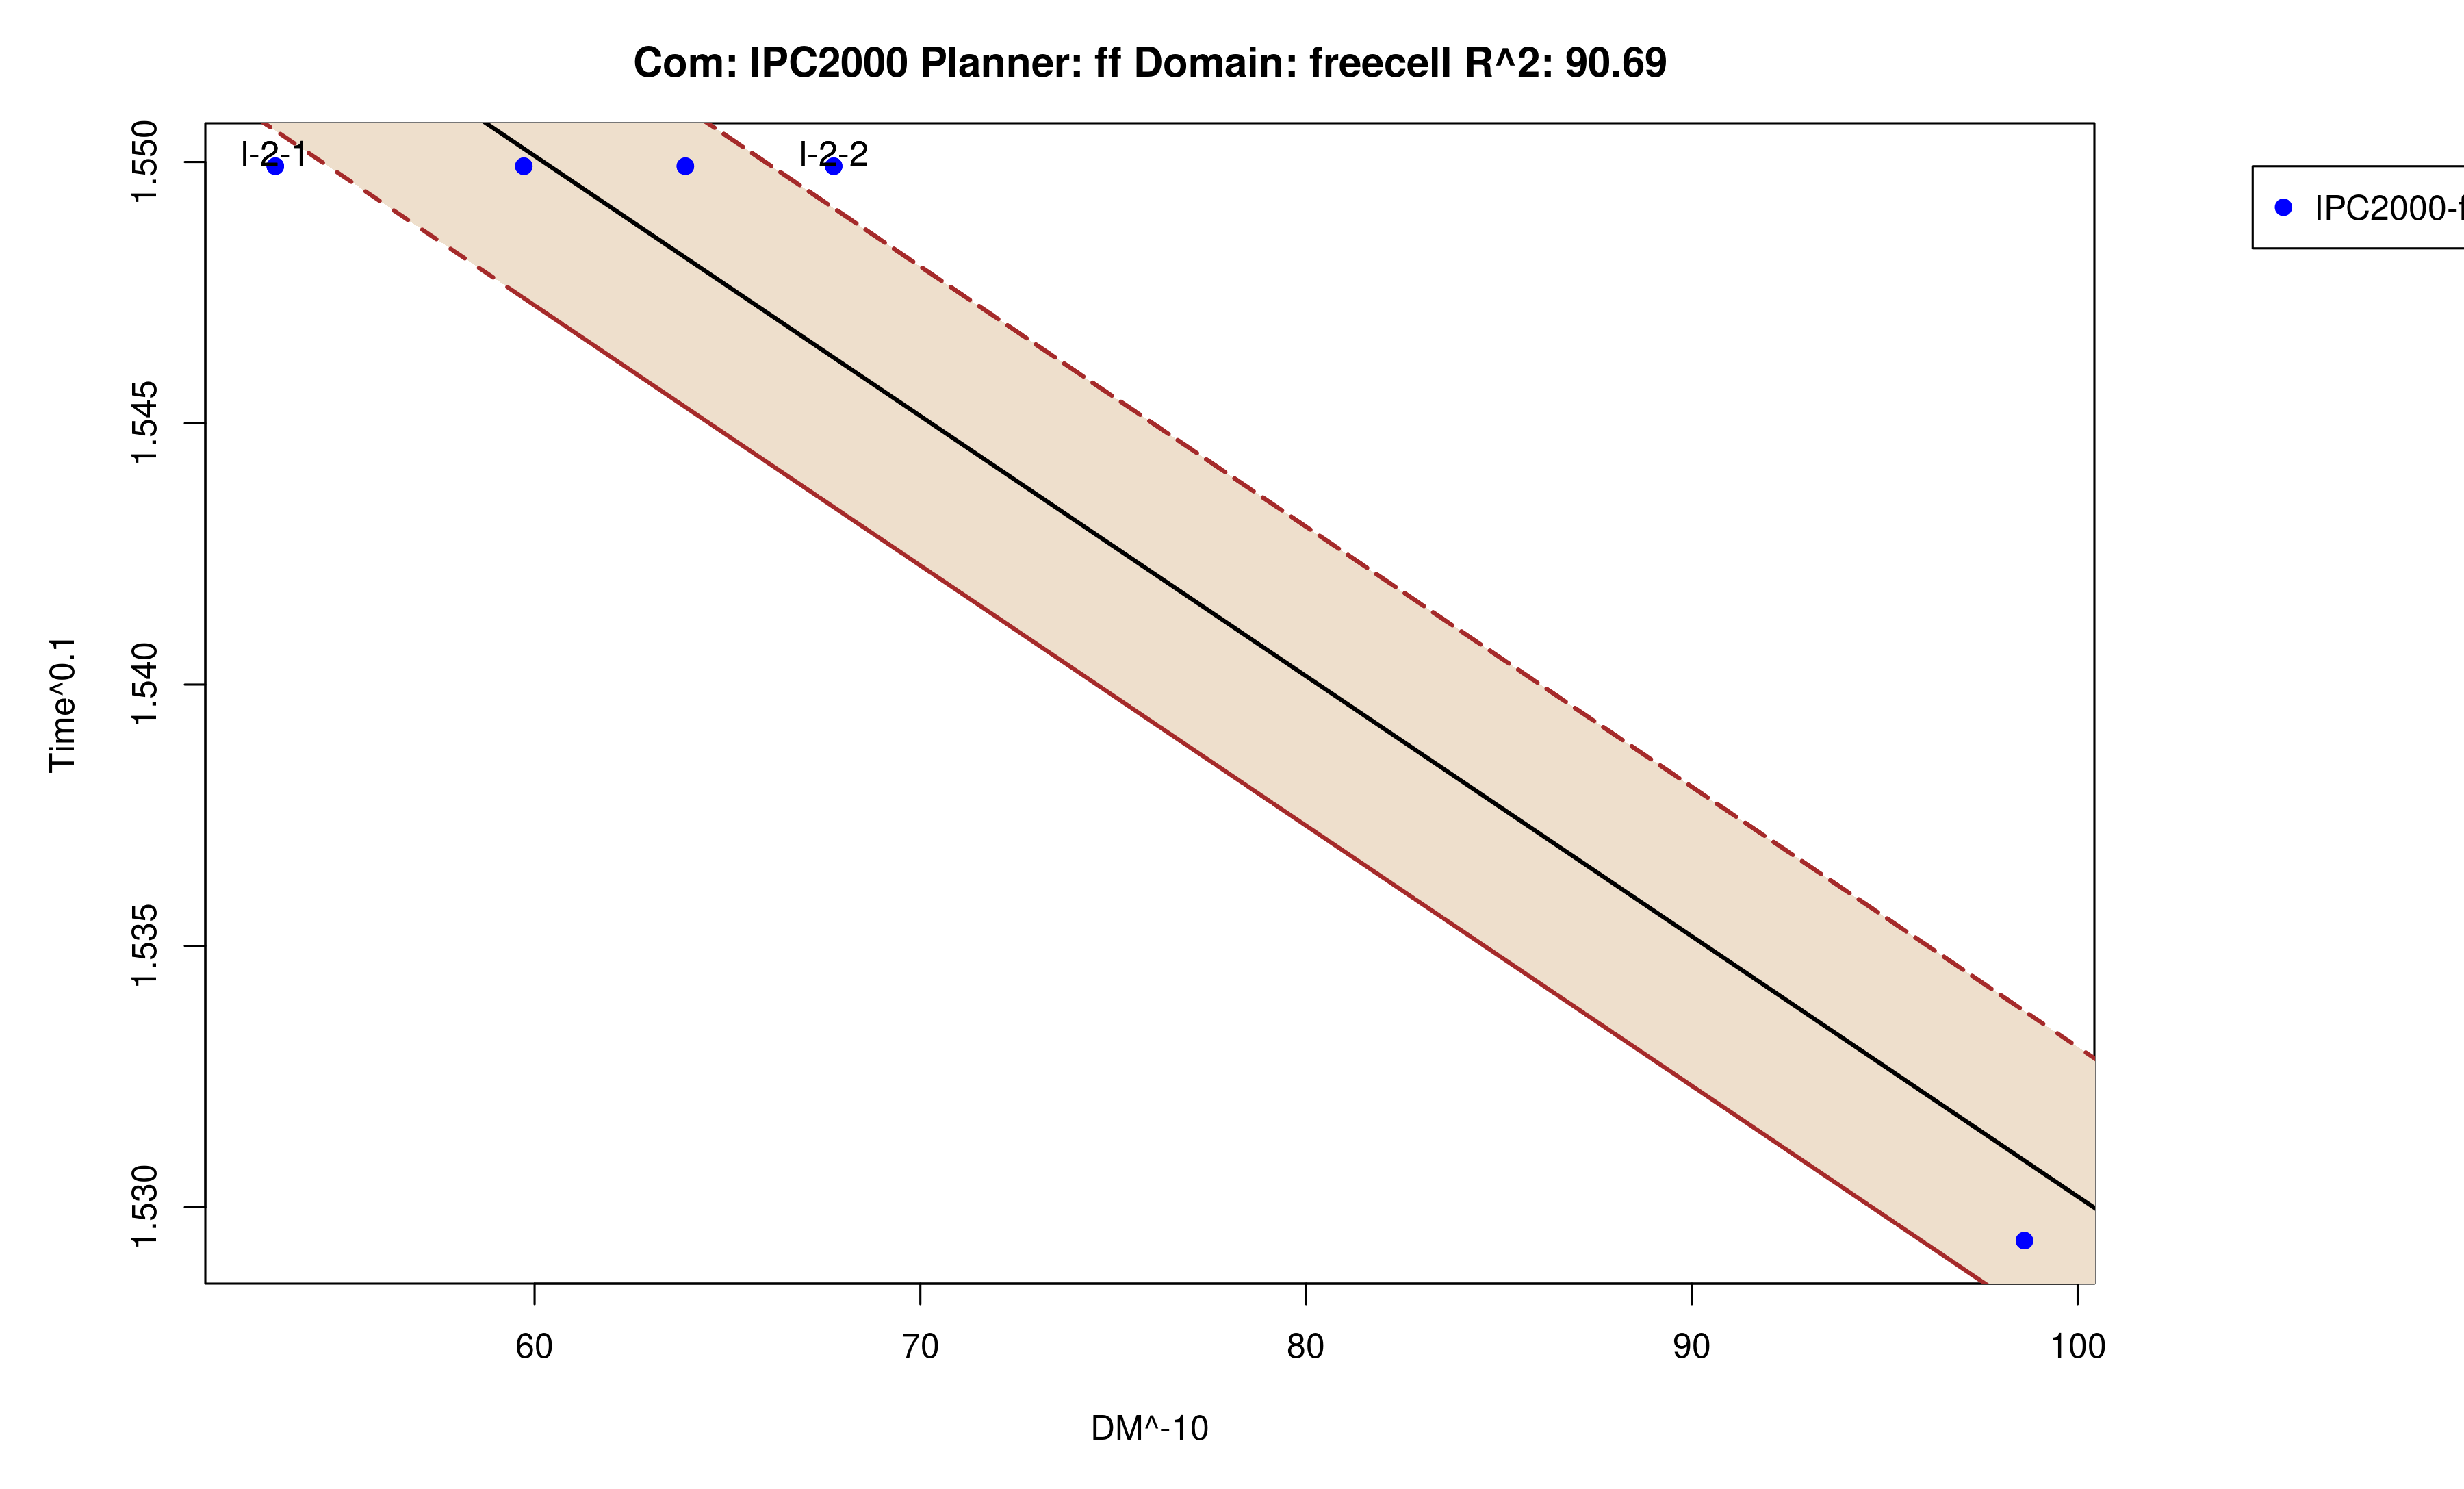 Com: IPC2000 Planner: ff Domain: freecell R^2: 90.69
1.550
1.545
1.540
1.535
1.530
Time^0.1
I-2-1
I-2-2
IPC2000-f
60 70 80 90 100
DM^-10